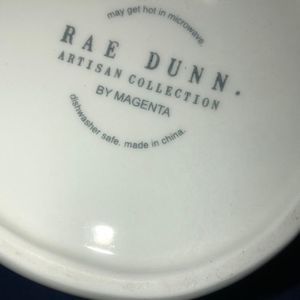 may get hot in microwave.
RAE DUNN.
ARTISAN COLLECTION
BY MAGENTA
dishwasher safe. made in china.